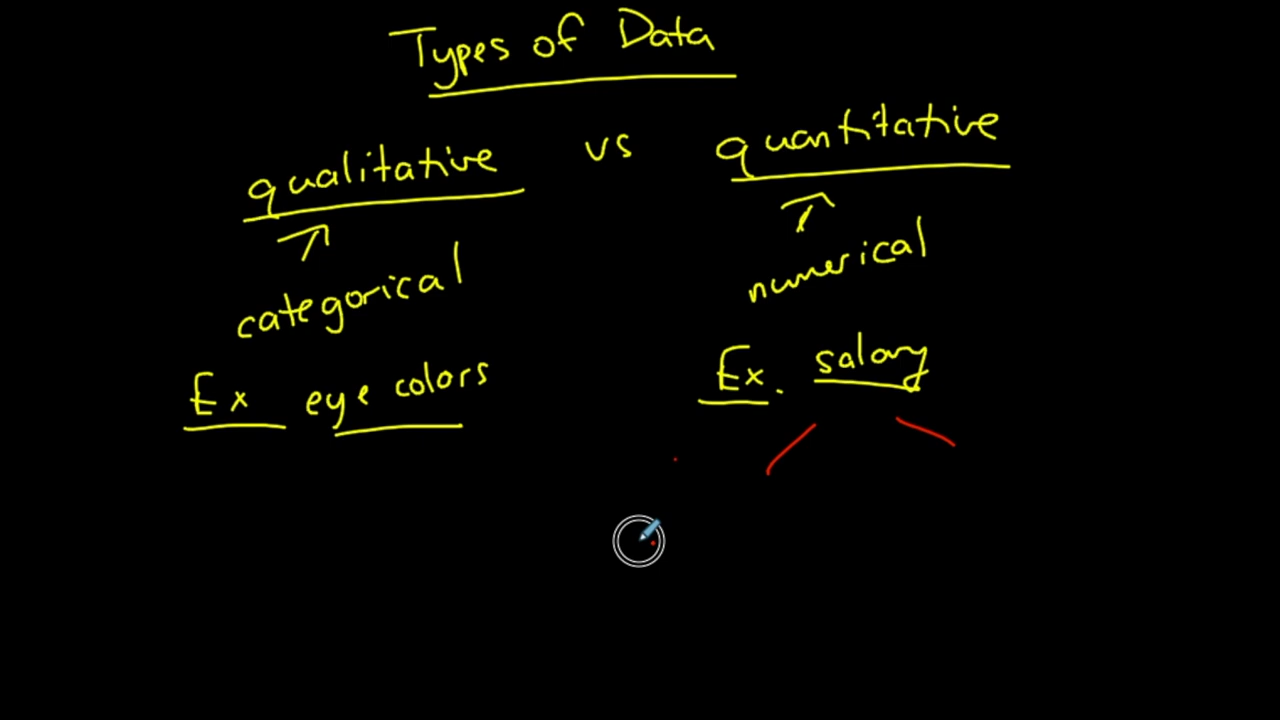 Types of Data
qualitative vs quantitative
categorical numerical
Ex eye colors Ex. salary